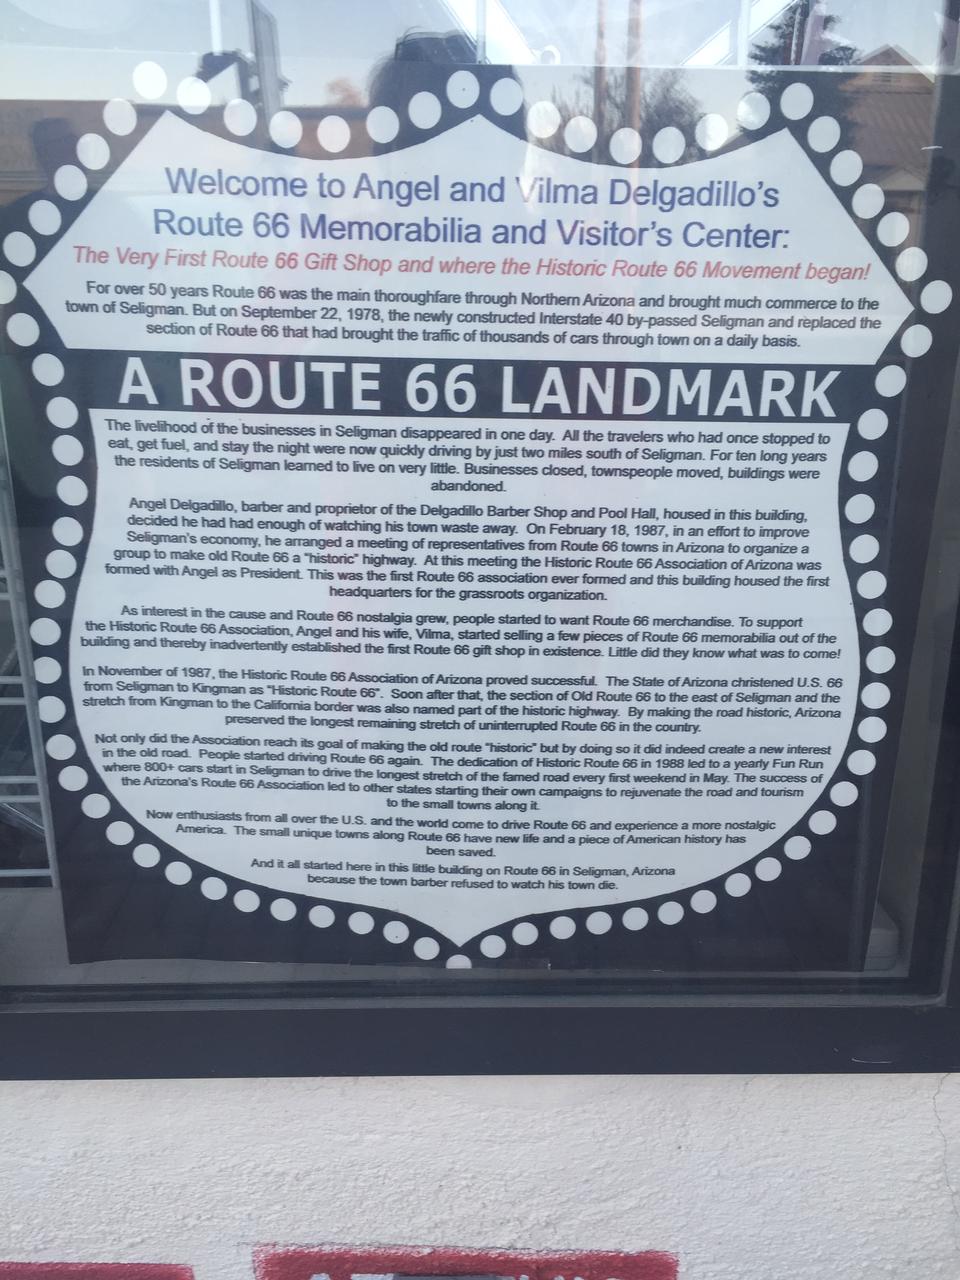 Welcome to Angel and Vilma Delgadillo's
Route 66 Memorabilia and Visitor's Center:
The Very First Route 66 Gift Shop and where the Historic Route 66 Movement began!
For over 50 years Route 66 was the main thoroughfare through Northern Arizona and brought much commerce to the
town of Seligman. But on September 22, 1978, the newly constructed Interstate 40 by-passed Seligman and replaced the
section of Route 66 that had brought the traffic of thousands of cars through town on a daily basis.
A ROUTE 66 LANDMARK
The livelihood of the businesses in Seligman disappeared in one day. All the travelers who had once stopped to
eat, get fuel, and stay the night were now quickly driving by just two miles south of Seligman. For ten long years
the residents of Seligman learned to live on very little. Businesses closed, townspeople moved, buildings were
abandoned.
Angel Delgadillo, barber and proprietor of the Delgadillo Barber Shop and Pool Hall, housed in this building,
decided he had had enough of watching his town waste away. On February 18, 1987, in an effort to improve
Seligman's economy, he arranged a meeting of representatives from Route 66 towns in Arizona to organize a
group to make old Route 66 a "historic" highway. At this meeting the Historic Route 66 Association of Arizona was
formed with Angel as President. This was the first Route 66 association ever formed and this building housed the first
headquarters for the grassroots organization.
As interest in the cause and Route 66 nostalgia grew, people started to want Route 66 merchandise. To support
the Historic Route 66 Association, Angel and his wife, Vilma, started selling a few pieces of Route 66 memorabilia out of the
building and thereby inadvertently established the first Route 66 gift shop in existence. Little did they know what was to come!
In November of 1987, the Historic Route 66 Association of Arizona proved successful. The State of Arizona christened U.S. 66
from Seligman to Kingman as "Historic Route 66". Soon after that, the section of Old Route 66 to the east of Seligman and the
stretch from Kingman to the California border was also named part of the historic highway. By making the road historic, Arizona
preserved the longest remaining stretch of uninterrupted Route 66 in the country.
Not only did the Association reach its goal of making the old route "historic" but by doing so it did indeed create a new interest
in the old road. People started driving Route 66 again. The dedication of Historic Route 66 in 1988 led to a yearly Fun Run
where 800+ cars start in Seligman to drive the longest stretch of the famed road every first weekend in May. The success of
the Arizona's Route 66 Association led to other states starting their own campaigns to rejuvenate the road and tourism
to the small towns along it.
Now enthusiasts from all over the U.S. and the world come to drive Route 66 and experience a more nostalgic
America. The small unique towns along Route 66 have new life and a piece of American history has
been saved.
And it all started here in this little building on Route 66 in Seligman, Arizona
because the town barber refused to watch his town die.